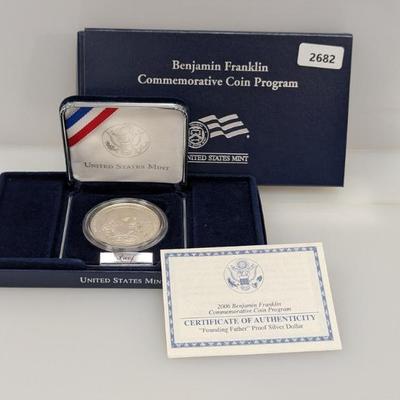 Benjamin Franklin
Commemorative Coin Program
2682
UNITED STATES MINT
UNITED STATES MINT
Proof
UNITED STATES MINT
2006 Benjamin Franklin
Commemorative Coin Program
CERTIFICATE OF AUTHENTICITY
"Founding Father" Proof Silver Dollar